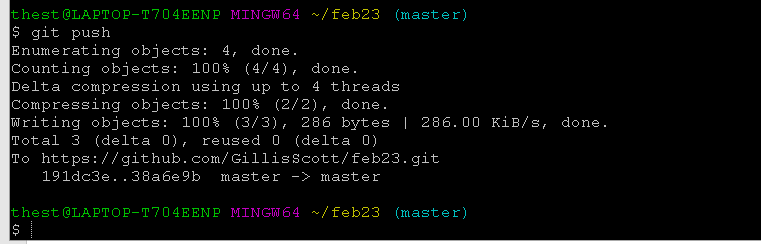 thest@LAPTOP-T704EENP MINGW64 ~/feb23 (master)
$ git push
Enumerating objects: 4, done.
Counting objects: 100% (4/4), done.
Delta compression using up to 4 threads
Compressing objects: 100% (2/2), done.
Writing objects: 100% (3/3), 286 bytes | 286.00 KiB/s, done.
Total 3 (delta 0), reused 0 (delta 0)
To https://github.com/GillisScott/feb23.git
   191dc3e..38a6e9b  master -> master
thest@LAPTOP-T704EENP MINGW64 ~/feb23 (master)
$